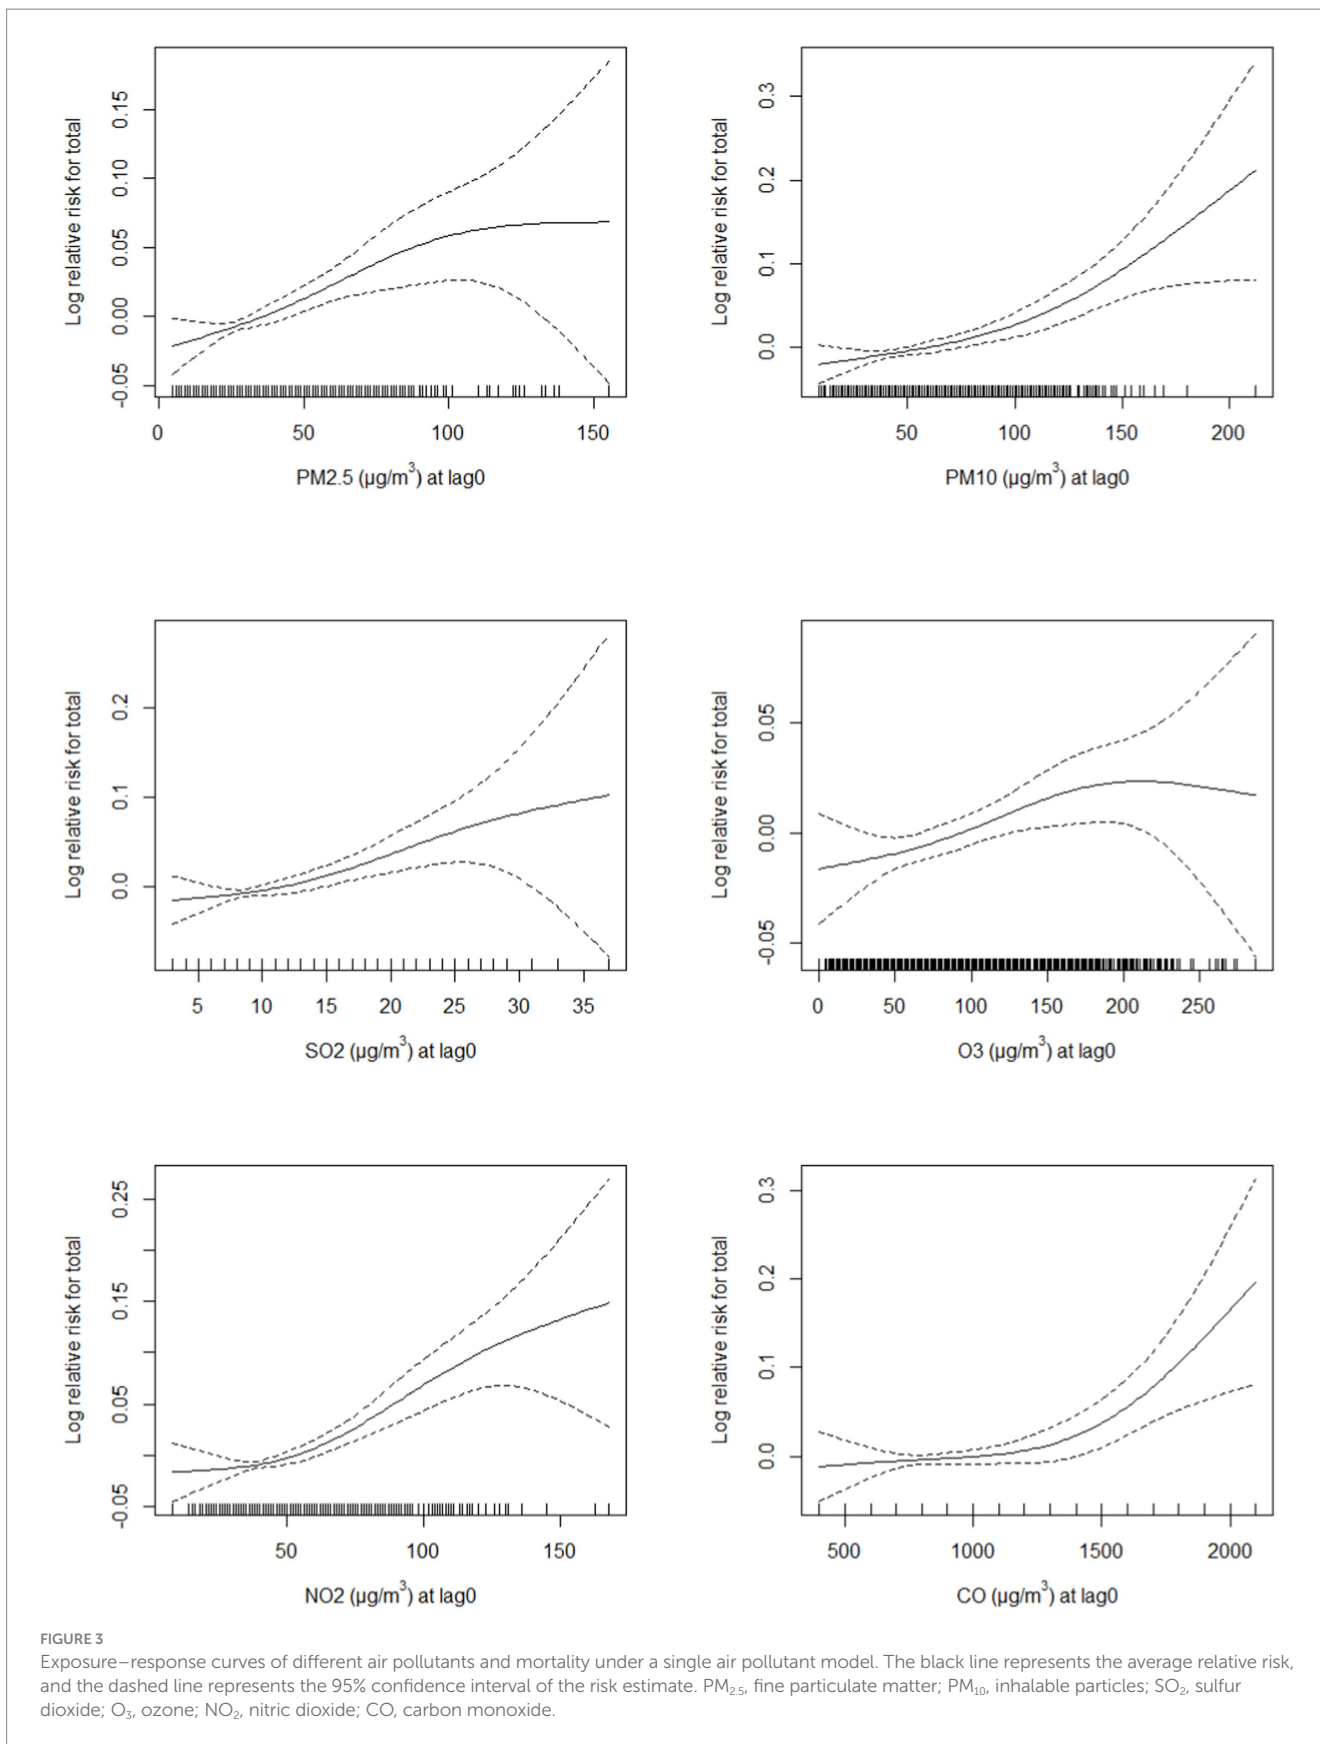 Log relative risk for total
0.15
0.10
0.05
0.00
-0.05
0 50 100 150
PM2.5 (µg/m³) at lag0
Log relative risk for total
0.3
0.2
0.1
0.0
50 100 150 200
PM10 (µg/m³) at lag0
Log relative risk for total
0.2
0.1
0.0
5 10 15 20 25 30 35
SO2 (µg/m³) at lag0
Log relative risk for total
0.05
0.00
-0.05
0 50 100 150 200 250
O3 (µg/m³) at lag0
Log relative risk for total
0.25
0.15
0.05
-0.05
50 100 150
NO2 (µg/m³) at lag0
Log relative risk for total
0.3
0.2
0.1
0.0
500 1000 1500 2000
CO (µg/m³) at lag0
FIGURE 3
Exposure–response curves of different air pollutants and mortality under a single air pollutant model. The black line represents the average relative risk,
and the dashed line represents the 95% confidence interval of the risk estimate. PM₂.₅, fine particulate matter; PM₁₀, inhalable particles; SO₂, sulfur
dioxide; O₃, ozone; NO₂, nitric dioxide; CO, carbon monoxide.